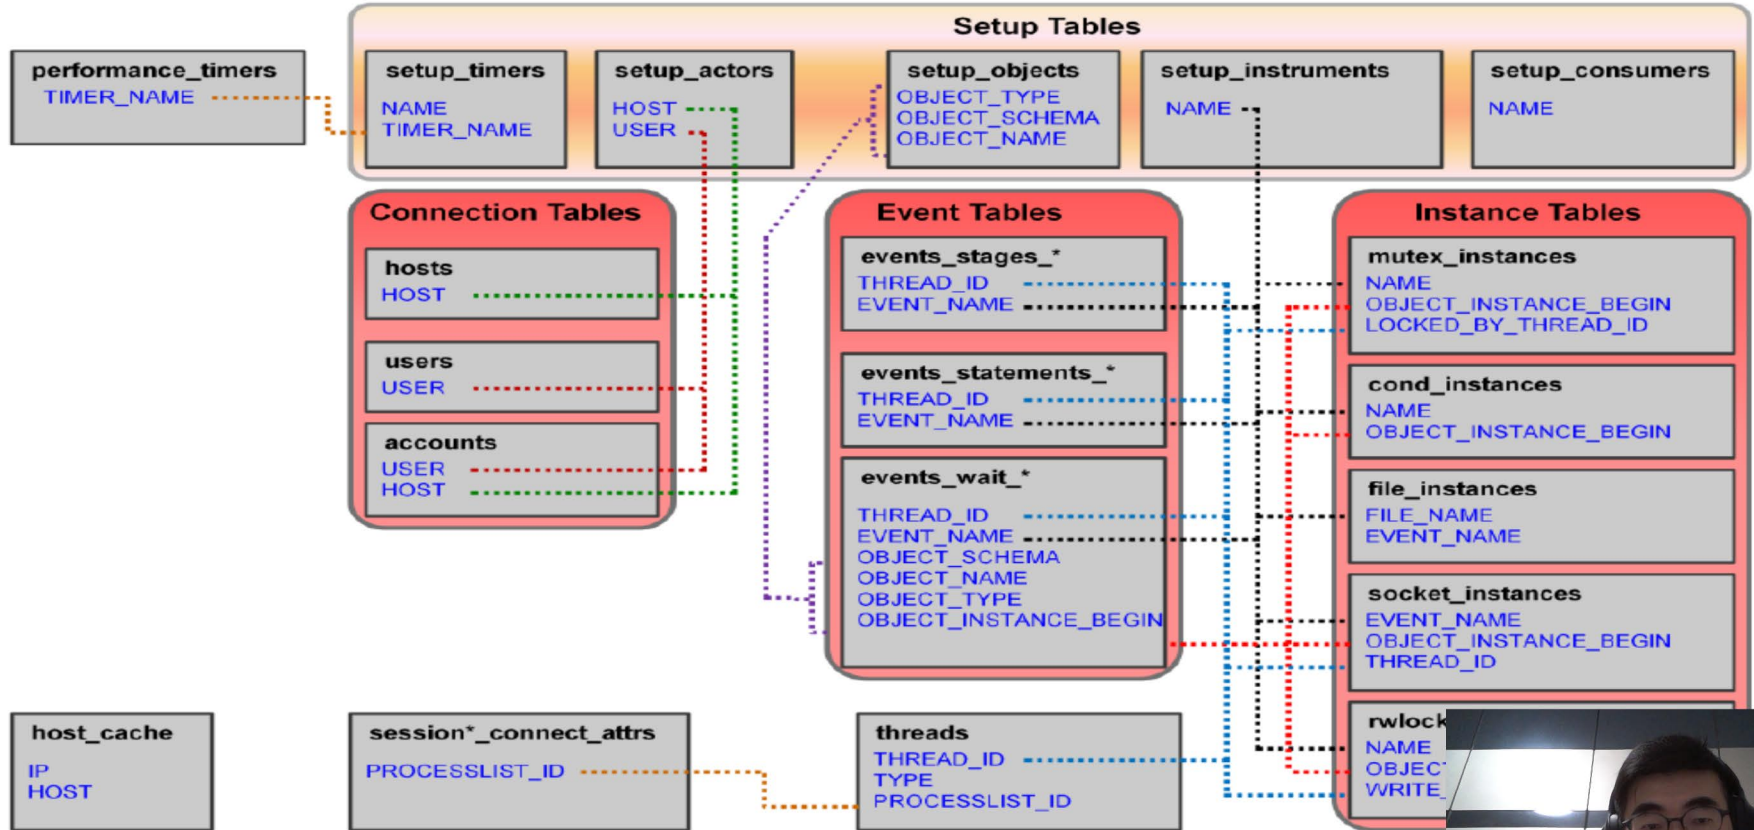 Setup Tables
performance_timers
TIMER_NAME
setup_timers
NAME
TIMER_NAME
setup_actors
HOST
USER
setup_objects
OBJECT_TYPE
OBJECT_SCHEMA
OBJECT_NAME
setup_instruments
NAME
setup_consumers
NAME
Connection Tables
hosts
HOST
users
USER
accounts
USER
HOST
Event Tables
events_stages_*
THREAD_ID
EVENT_NAME
events_statements_*
THREAD_ID
EVENT_NAME
events_wait_*
THREAD_ID
EVENT_NAME
OBJECT_SCHEMA
OBJECT_NAME
OBJECT_TYPE
OBJECT_INSTANCE_BEGIN
Instance Tables
mutex_instances
NAME
OBJECT_INSTANCE_BEGIN
LOCKED_BY_THREAD_ID
cond_instances
NAME
OBJECT_INSTANCE_BEGIN
file_instances
FILE_NAME
EVENT_NAME
socket_instances
EVENT_NAME
OBJECT_INSTANCE_BEGIN
THREAD_ID
rwlock
NAME
host_cache
IP
HOST
session*_connect_attrs
PROCESSLIST_ID
threads
THREAD_ID
TYPE
PROCESSLIST_ID